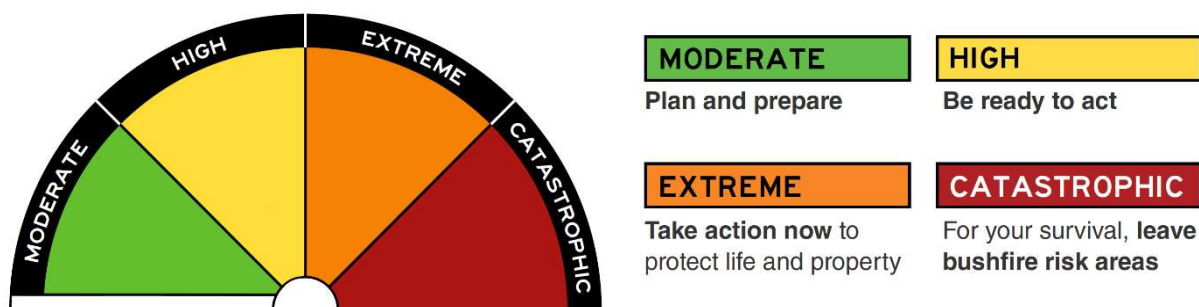 MODERATE
HIGH
EXTREME
CATASTROPHIC
MODERATE
Plan and prepare
HIGH
Be ready to act
EXTREME
Take action now to
protect life and property
CATASTROPHIC
For your survival, leave
bushfire risk areas